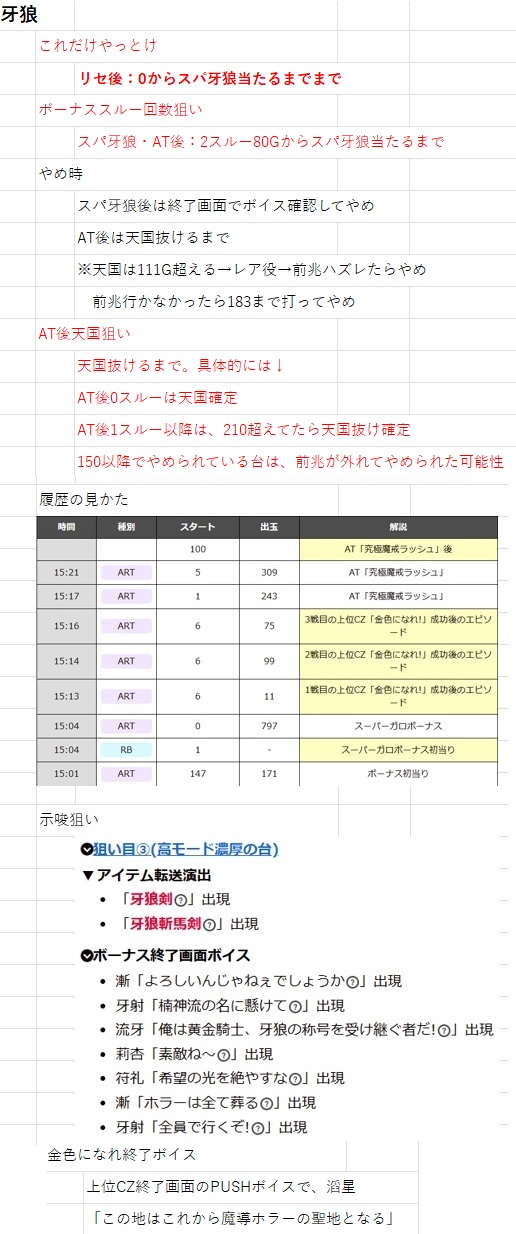 牙狼
これだけやっとけ
リセ後：0からスパ牙狼当たるまでまで
ボーナススルー回数狙い
スパ牙狼・AT後：2スルー80Gからスパ牙狼当たるまで
やめ時
スパ牙狼後は終了画面でボイス確認してやめ
AT後は天国抜けるまで
※天国は111G超える→レア役→前兆ハズレたらやめ
前兆行かなかったら183まで打ってやめ
AT後天国狙い
天国抜けるまで。具体的には↓
AT後0スルーは天国確定
AT後1スルー以降は、210超えてたら天国抜け確定
150以降でやめられている台は、前兆が外れてやめられた可能性
履歴の見かた
時間 種別 スタート 出玉 解説
100 AT「究極魔戒ラッシュ」後
15:21 ART 5 309 AT「究極魔戒ラッシュ」
15:17 ART 1 243 AT「究極魔戒ラッシュ」
15:16 ART 6 75 3戦目の上位CZ「金色になれ!」成功後のエピソ
ード
15:14 ART 6 99 2戦目の上位CZ「金色になれ!」成功後のエピソ
ード
15:13 ART 6 11 1戦目の上位CZ「金色になれ!」成功後のエピソ
ード
15:04 ART 0 797 スーパーガロボーナス
15:04 RB 1 - スーパーガロボーナス初当り
15:01 ART 147 171 ボーナス初当り
示唆狙い
狙い目③(高モード濃厚の台)
▼アイテム転送演出
• 「牙狼剣?」出現
• 「牙狼斬馬剣?」出現
ボーナス終了画面ボイス
• 漸「よろしいんじゃねぇでしょうか?」出現
• 牙射「楠神流の名に懸けて?」出現
• 流牙「俺は黄金騎士、牙狼の称号を受け継ぐ者だ!?」出現
• 莉杏「素敵ね～?」出現
• 符礼「希望の光を絶やすな?」出現
• 漸「ホラーは全て葬る?」出現
• 牙射「全員で行くぞ!?」出現
金色になれ終了ボイス
上位CZ終了画面のPUSHボイスで、滔星
「この地はこれから魔導ホラーの聖地となる」